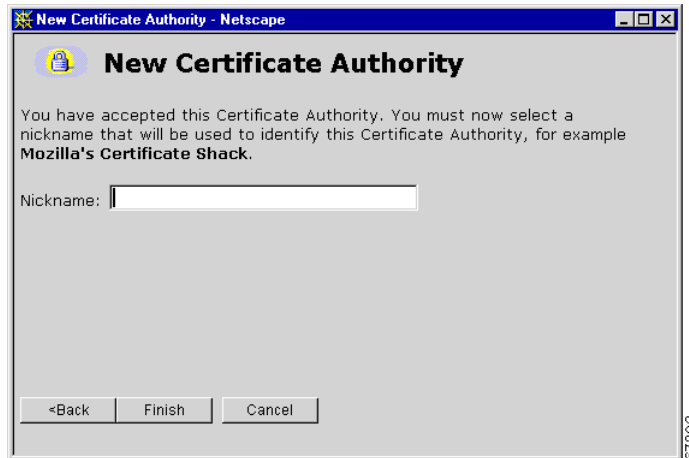 New Certificate Authority - Netscape
New Certificate Authority
You have accepted this Certificate Authority. You must now select a
nickname that will be used to identify this Certificate Authority, for example
Mozilla's Certificate Shack.
Nickname:
<Back Finish Cancel